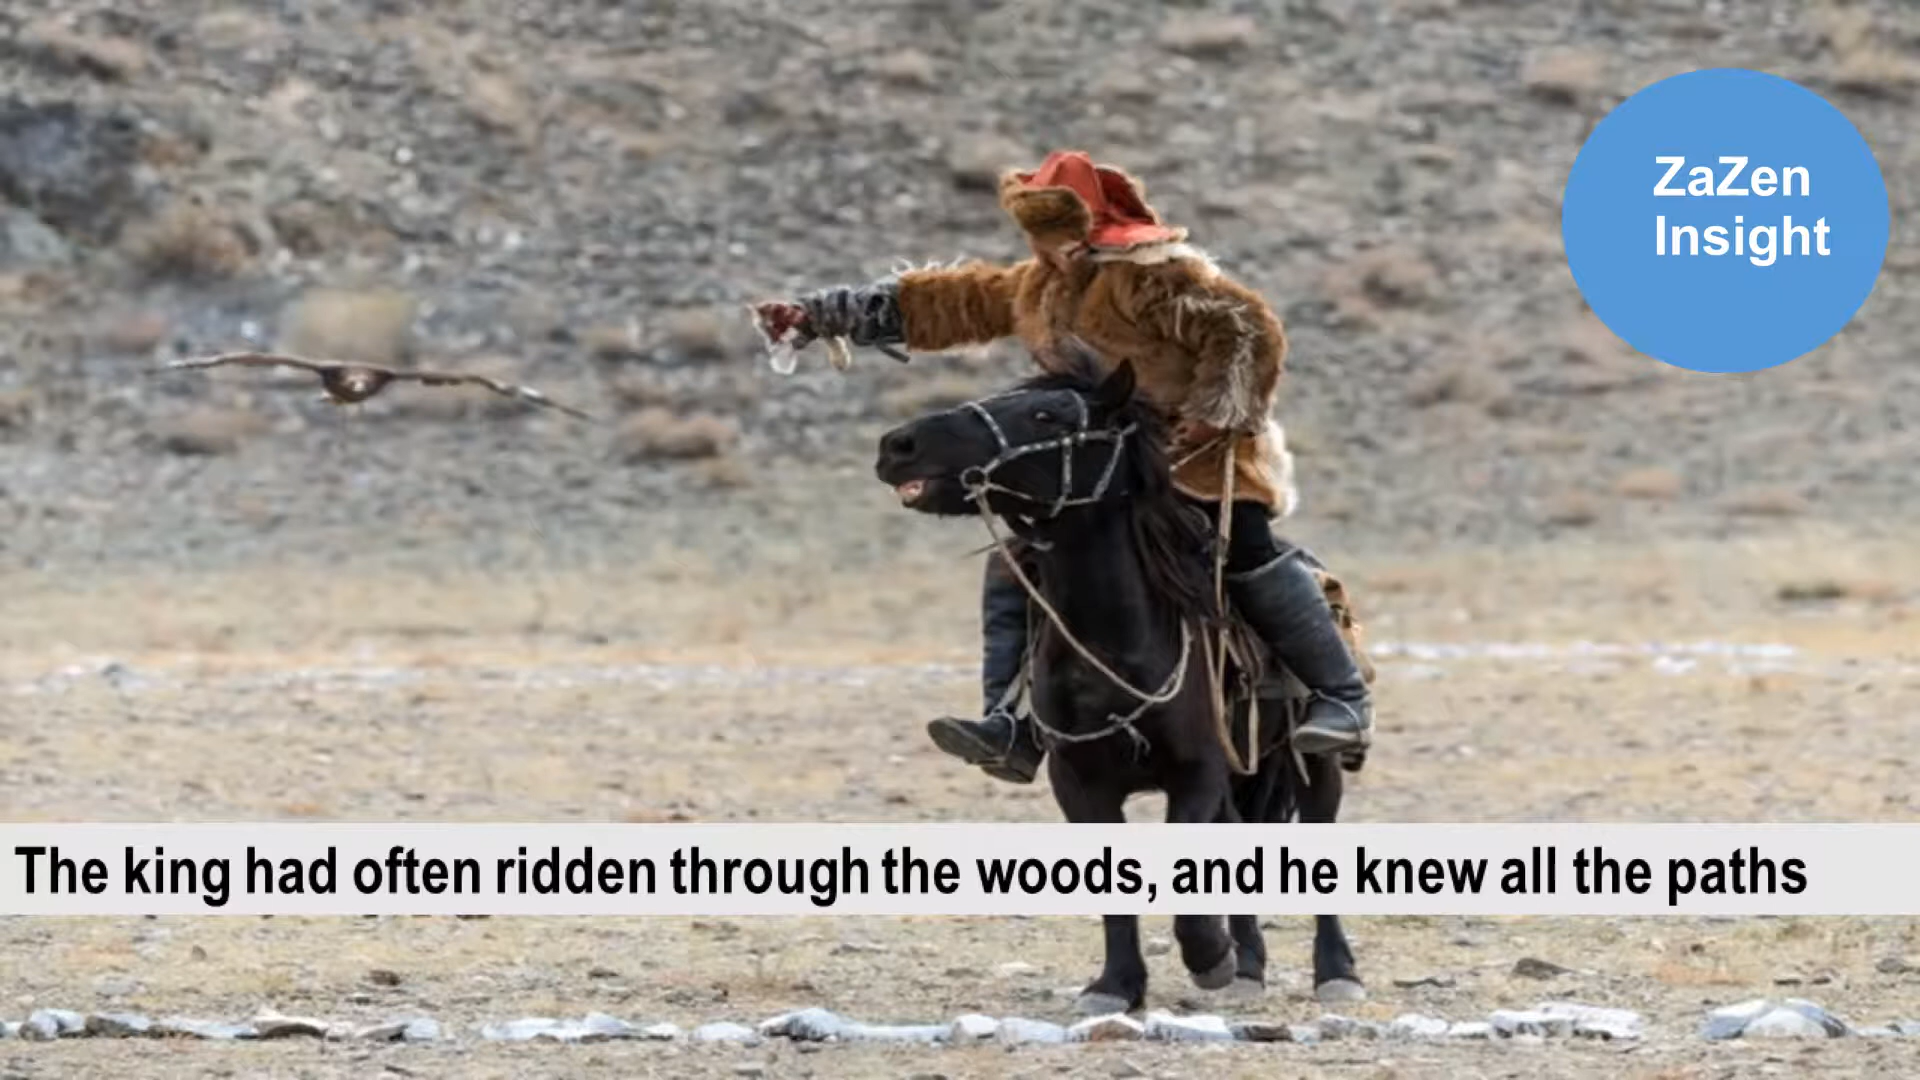 ZaZen
Insight
The king had often ridden through the woods, and he knew all the paths